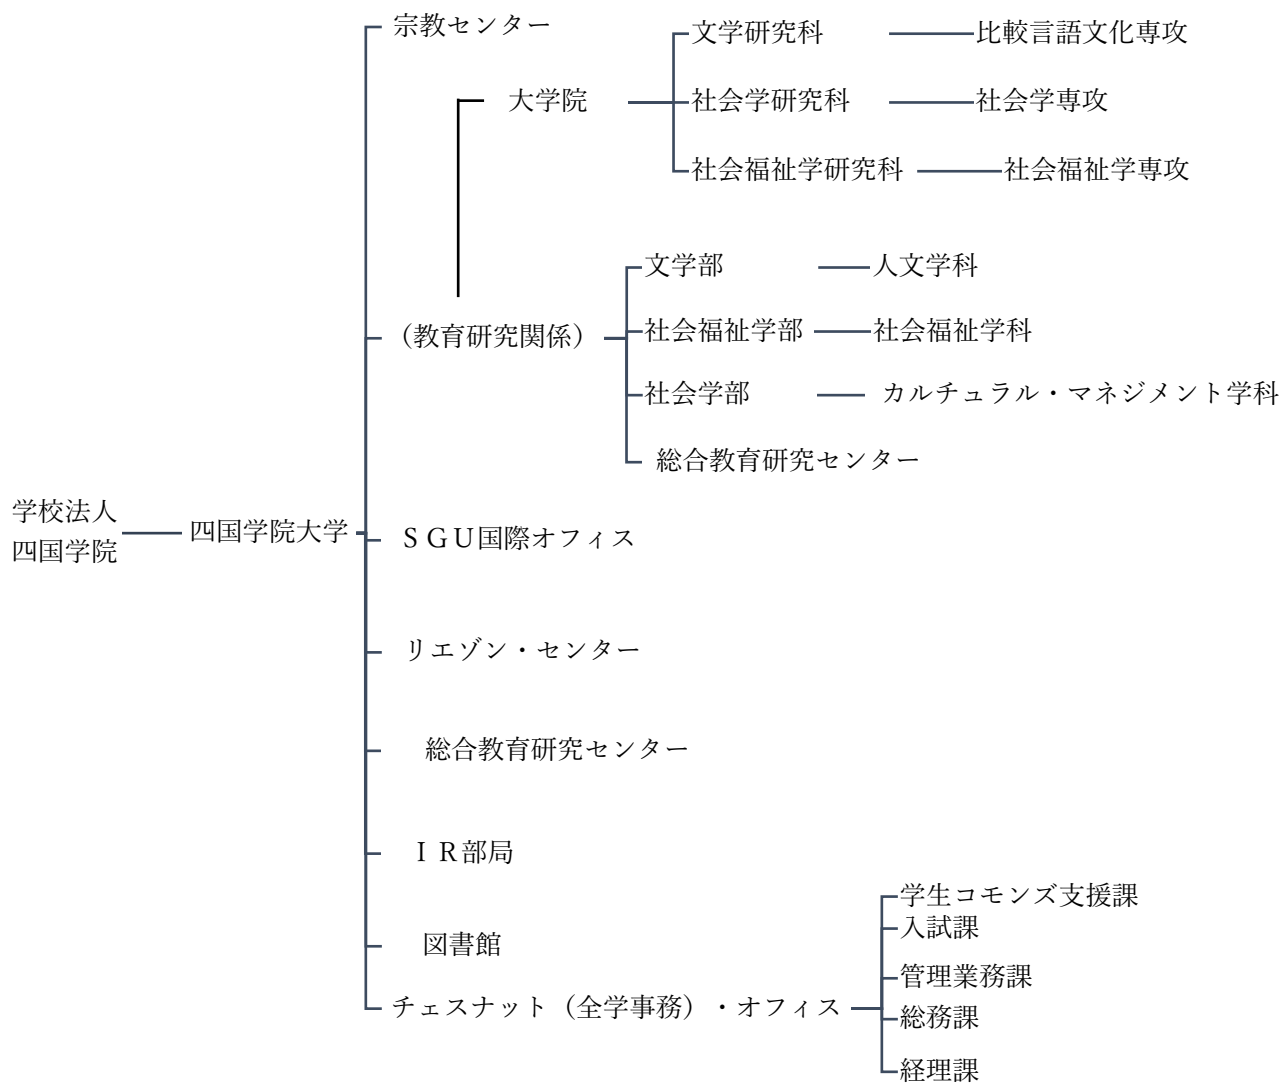 宗教センター
文学研究科
比較言語文化専攻
大学院
社会学研究科
社会学専攻
社会福祉学研究科
社会福祉学専攻
文学部
人文学科
（教育研究関係）
社会福祉学部
社会福祉学科
社会学部
カルチュラル・マネジメント学科
総合教育研究センター
学校法人
四国学院
四国学院大学
ＳＧＵ国際オフィス
リエゾン・センター
総合教育研究センター
ＩＲ部局
図書館
チェスナット（全学事務）・オフィス
学生コモンズ支援課
入試課
管理業務課
総務課
経理課